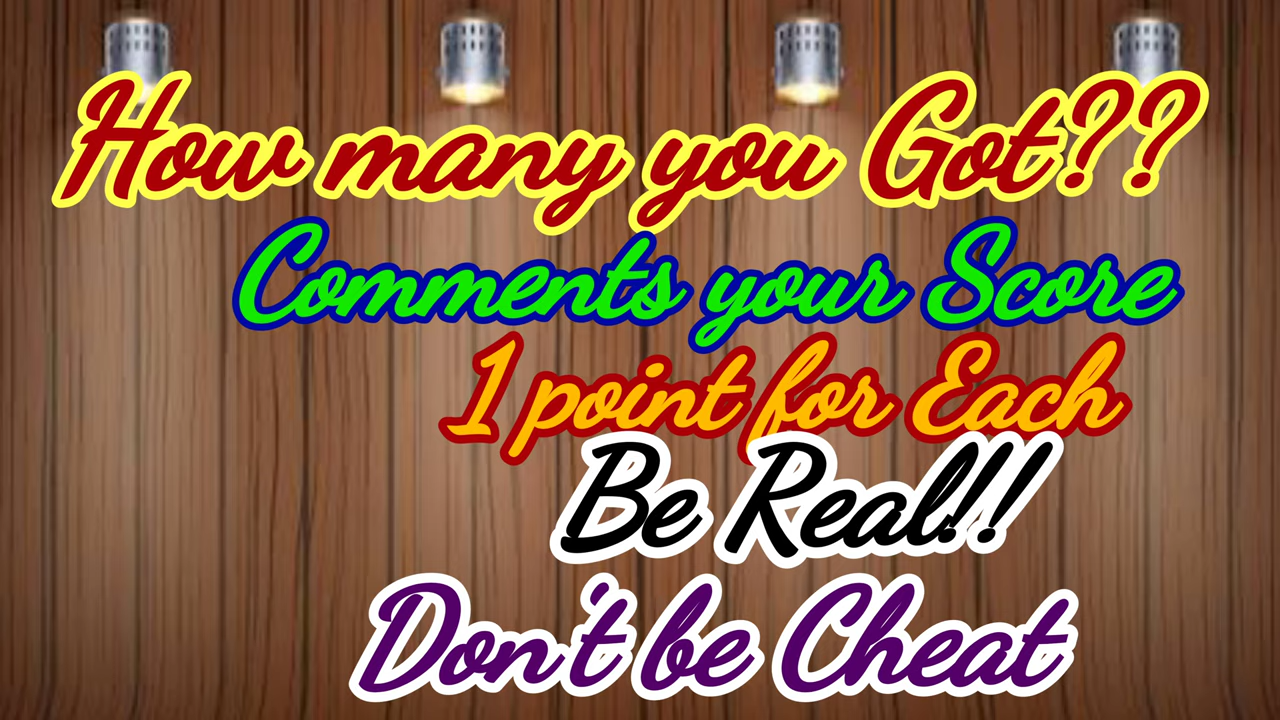 How many you Got??
Comments your Score
1 point for Each
Be Real!!
Don't be Cheat